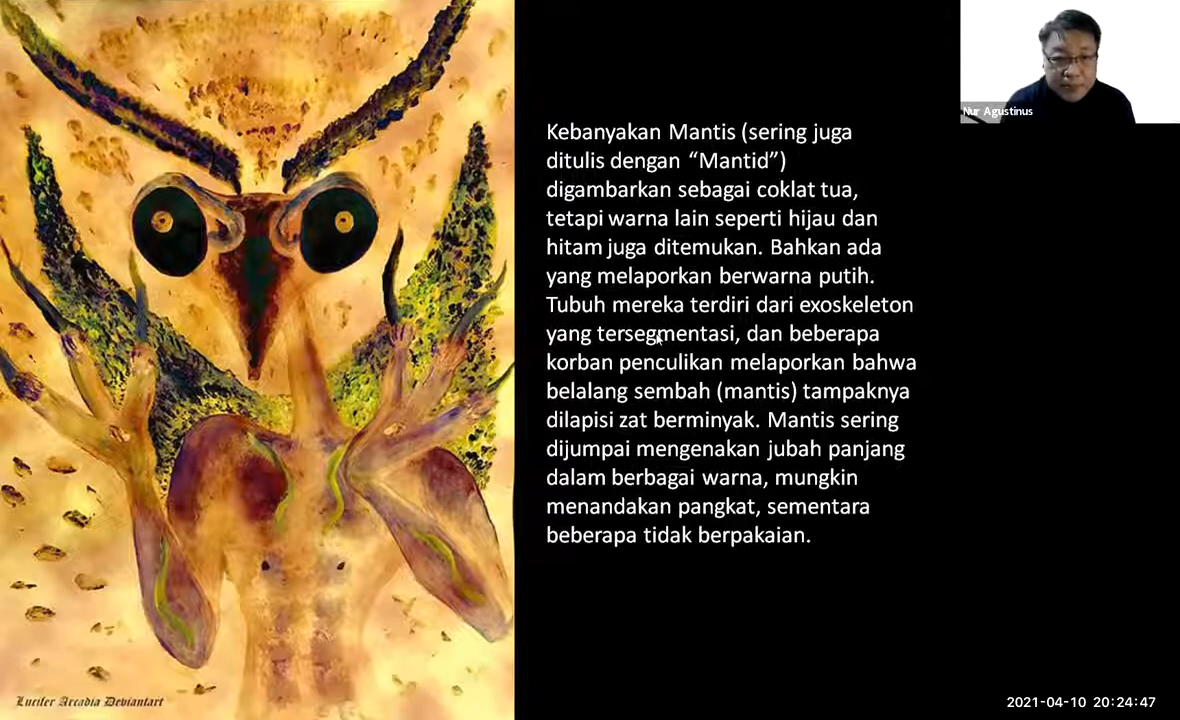 Nur Agustinus
Kebanyakan Mantis (sering juga
ditulis dengan “Mantid”)
digambarkan sebagai coklat tua,
tetapi warna lain seperti hijau dan
hitam juga ditemukan. Bahkan ada
yang melaporkan berwarna putih.
Tubuh mereka terdiri dari exoskeleton
yang tersegmentasi, dan beberapa
korban penculikan melaporkan bahwa
belalang sembah (mantis) tampaknya
dilapisi zat berminyak. Mantis sering
dijumpai mengenakan jubah panjang
dalam berbagai warna, mungkin
menandakan pangkat, sementara
beberapa tidak berpakaian.
Lucifer Arcadia Deviantart
2021-04-10 20:24:47